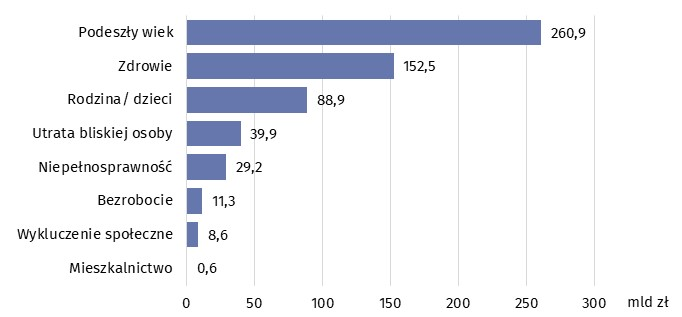 Podeszły wiek 260,9
Zdrowie 152,5
Rodzina/ dzieci 88,9
Utrata bliskiej osoby 39,9
Niepełnosprawność 29,2
Bezrobocie 11,3
Wykluczenie społeczne 8,6
Mieszkalnictwo 0,6
0 50 100 150 200 250 300 mld zł